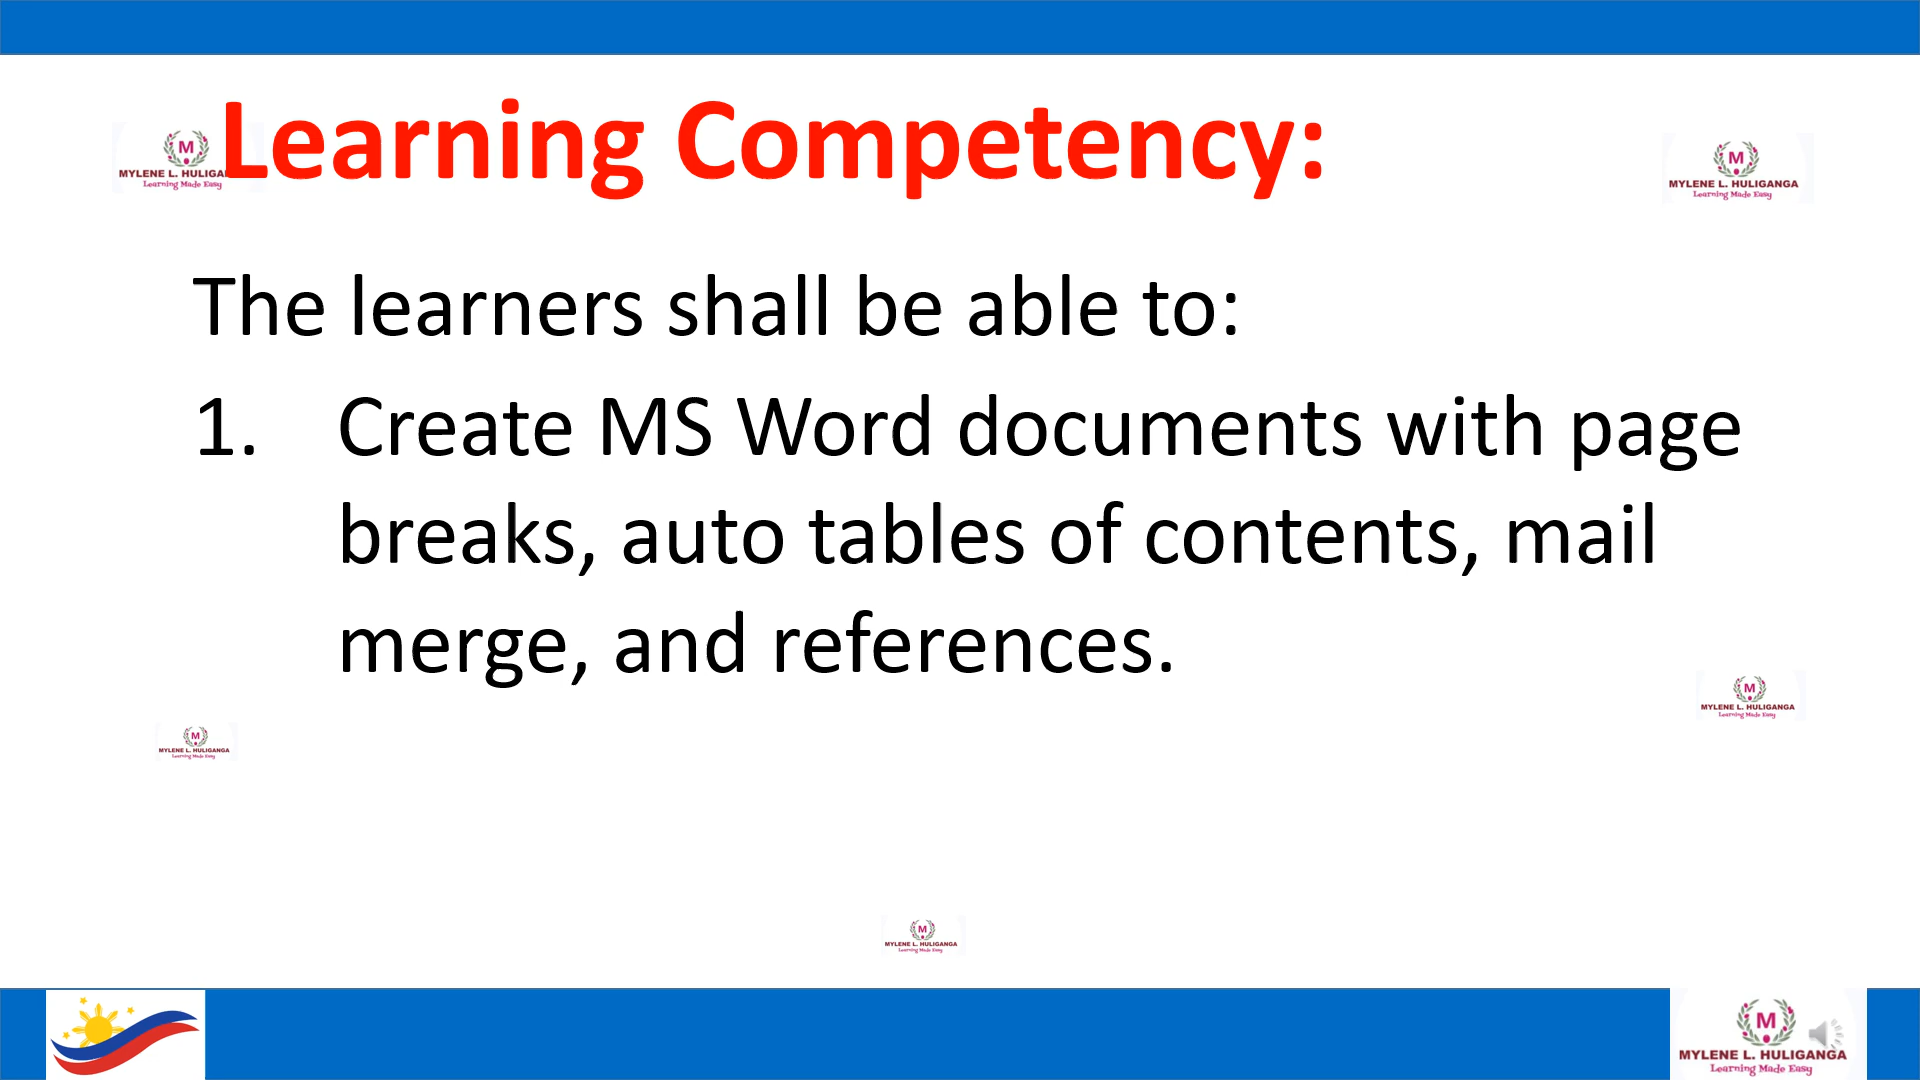 Learning Competency:
M
MYLENE L. HULIGA
Learning Made Easy
M
MYLENE L. HULIGANGA
Learning Made Easy
The learners shall be able to:
1. Create MS Word documents with page
breaks, auto tables of contents, mail
merge, and references.
M
MYLENE L. HULIGANGA
Learning Made Easy
M
MYLENE L. HULIGANGA
Learning Made Easy
M
MYLENE L. HULIGANGA
Learning Made Easy
M
MYLENE L. HULIGANGA
Learning Made Easy